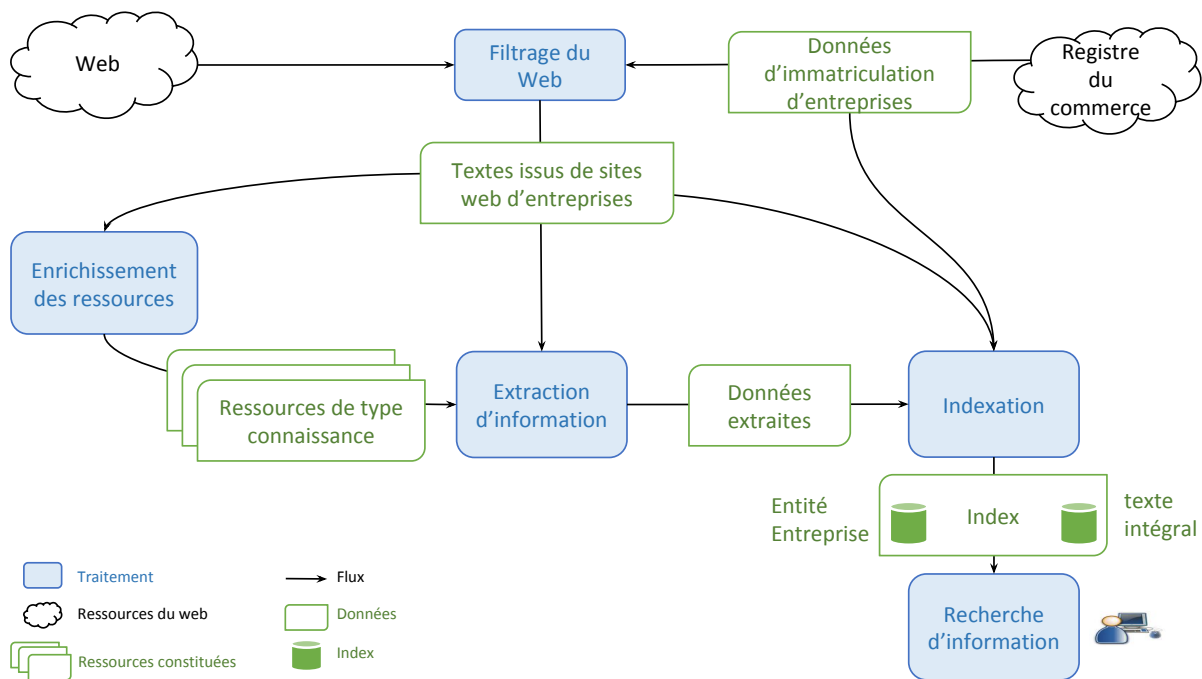 Web
Filtrage du
Web
Données
d’immatriculation
d’entreprises
Registre
du
commerce
Textes issus de sites
web d’entreprises
Enrichissement
des ressources
Ressources de type
connaissance
Extraction
d’information
Données
extraites
Indexation
Entité
Entreprise
Index
texte
intégral
Recherche
d’information
Traitement
Flux
Ressources du web
Données
Ressources constituées
Index